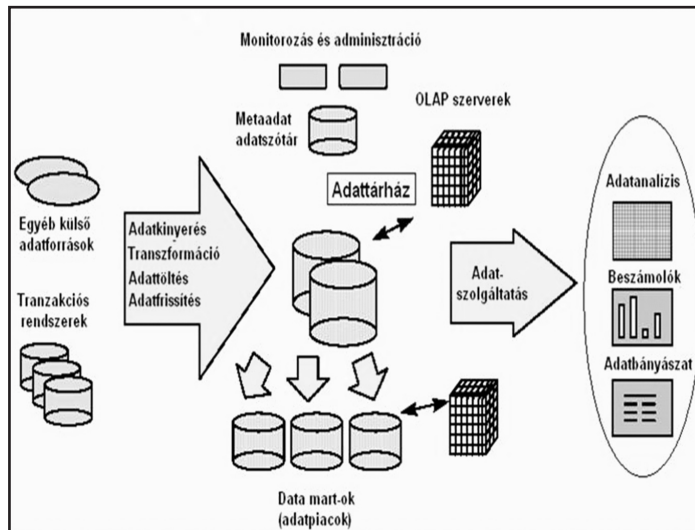 Monitorozás és adminisztráció
OLAP szerverek
Metaadat
adatszótár
Adattárház
Egyéb külső
adatforrások
Tranzakciós
rendszerek
Adatkinyerés
Transzformáció
Adattöltés
Adatfrissítés
Adat-
szolgáltatás
Adatanalízis
Beszámolók
Adatbányászat
Data mart-ok
(adatpiacok)